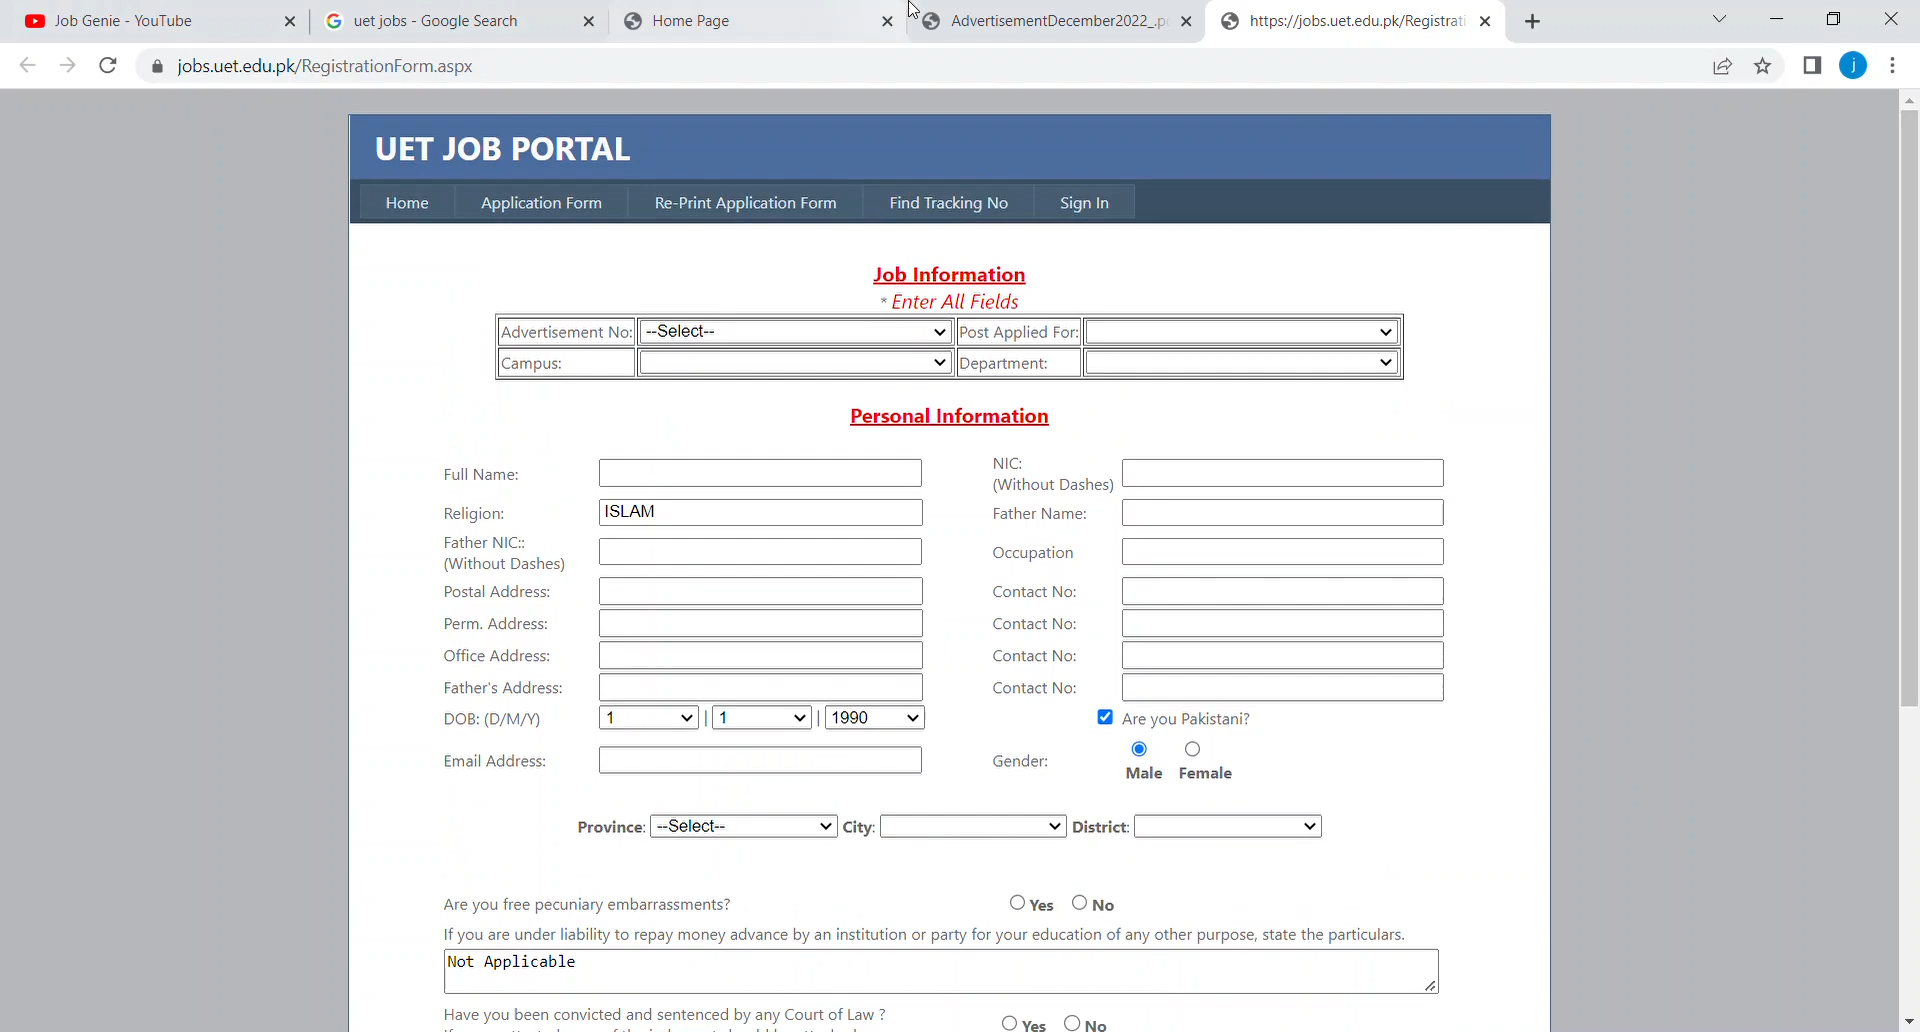 Job Genie - YouTube
uet jobs - Google Search
Home Page
AdvertisementDecember2022_.p
https://jobs.uet.edu.pk/Registrati
jobs.uet.edu.pk/RegistrationForm.aspx
j
UET JOB PORTAL
Home
Application Form
Re-Print Application Form
Find Tracking No
Sign In
Job Information
* Enter All Fields
Advertisement No: --Select-- Post Applied For:
Campus: Department:
Personal Information
Full Name: NIC:
(Without Dashes)
Religion: ISLAM Father Name:
Father NIC:: Occupation
(Without Dashes)
Postal Address: Contact No:
Perm. Address: Contact No:
Office Address: Contact No:
Father's Address: Contact No:
DOB: (D/M/Y) 1 | 1 | 1990 Are you Pakistani?
Email Address: Gender:
Male Female
Province: --Select-- City: District:
Are you free pecuniary embarrassments? Yes No
If you are under liability to repay money advance by an institution or party for your education of any other purpose, state the particulars.
Not Applicable
Have you been convicted and sentenced by any Court of Law ?
Yes No